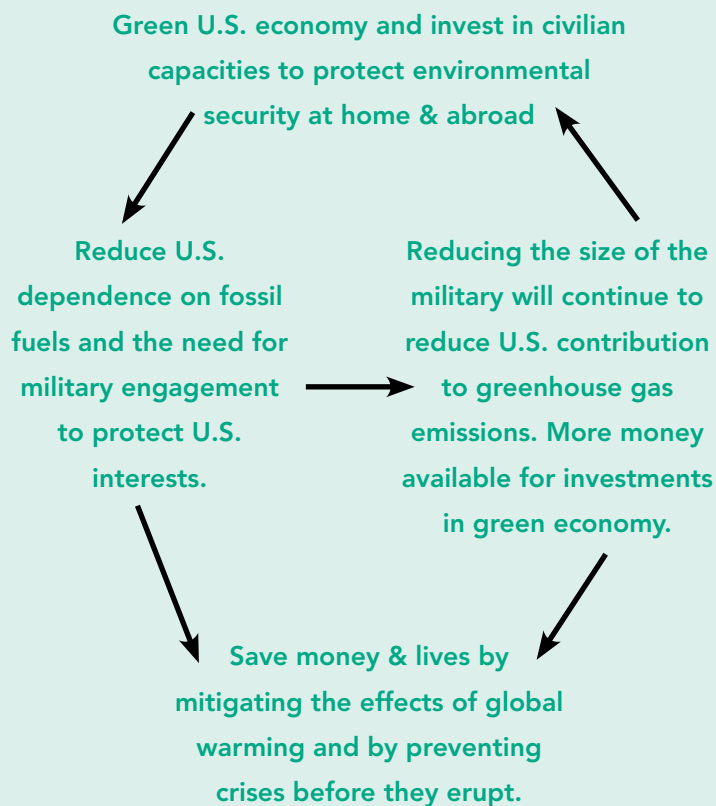 Green U.S. economy and invest in civilian
capacities to protect environmental
security at home & abroad
Reduce U.S.
dependence on fossil
fuels and the need for
military engagement
to protect U.S.
interests.
Reducing the size of the
military will continue to
reduce U.S. contribution
to greenhouse gas
emissions. More money
available for investments
in green economy.
Save money & lives by
mitigating the effects of global
warming and by preventing
crises before they erupt.